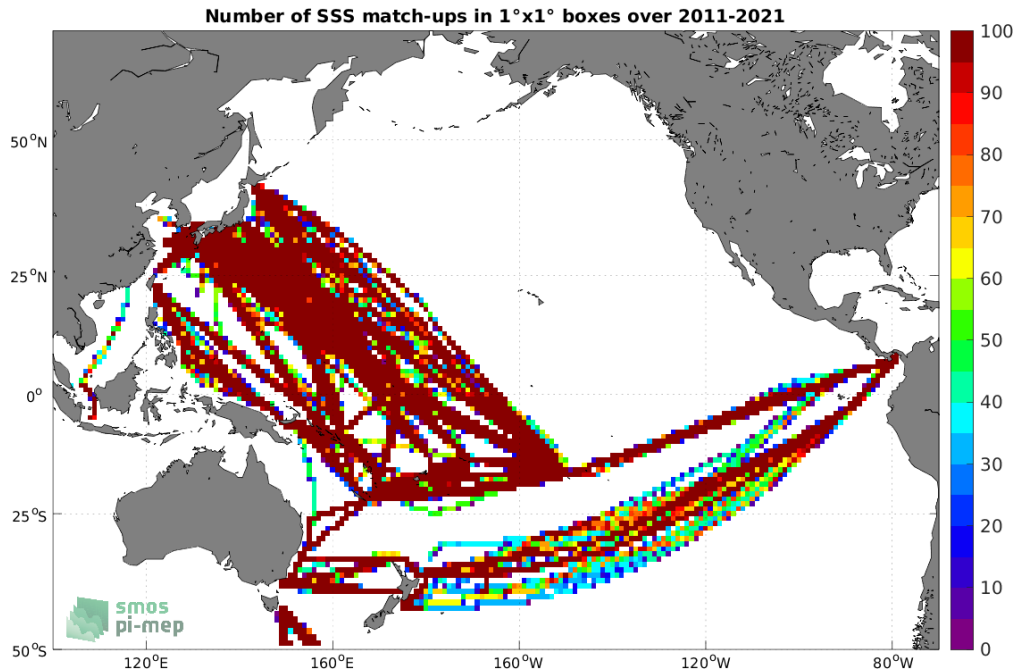 Number of SSS match-ups in 1°x1° boxes over 2011-2021
100
90
80
70
60
50
40
30
20
10
0
50°N
25°N
0°
25°S
50°S
120°E
160°E
160°W
120°W
80°W
smos
pi-mep